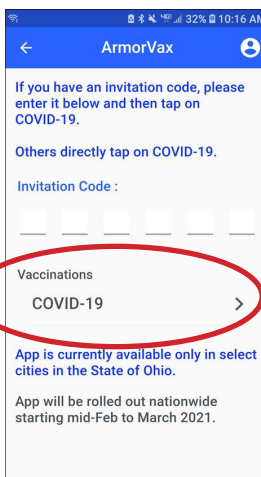 32% 10:16 AM
ArmorVax
If you have an invitation code, please
enter it below and then tap on
COVID-19.
Others directly tap on COVID-19.
Invitation Code :
Vaccinations
COVID-19
App is currently available only in select
cities in the State of Ohio.
App will be rolled out nationwide
starting mid-Feb to March 2021.